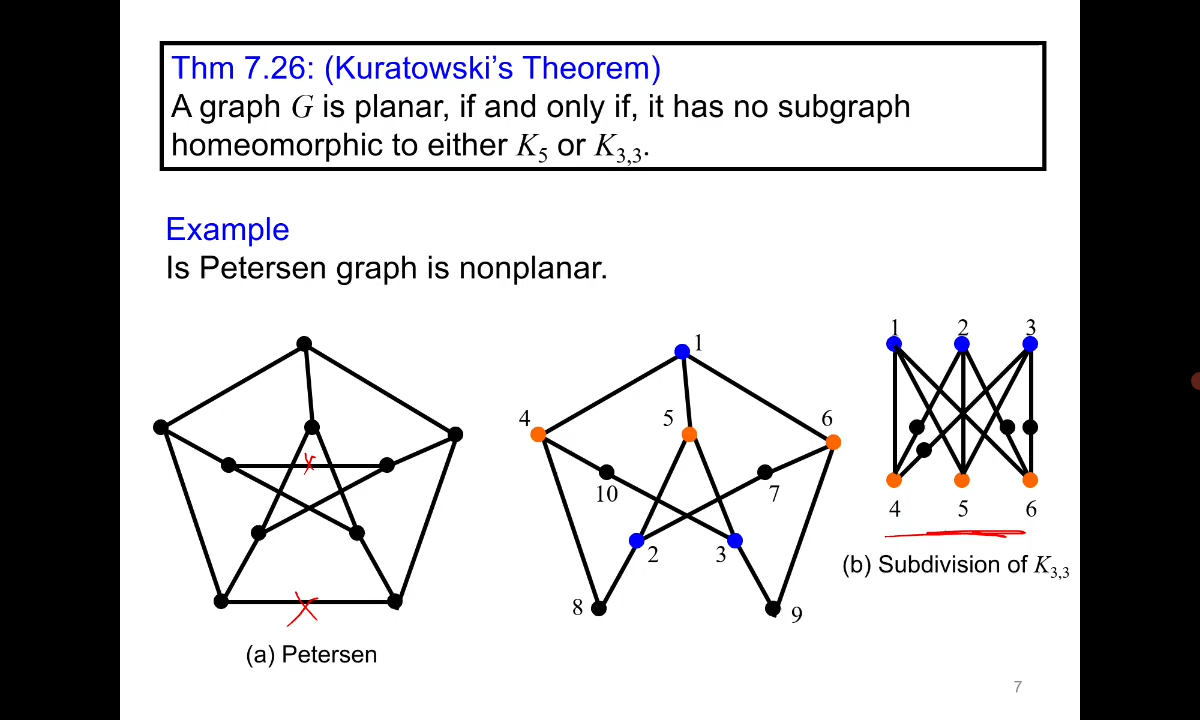 Thm 7.26: (Kuratowski's Theorem)
A graph G is planar, if and only if, it has no subgraph
homeomorphic to either K₅ or K₃,₃.
Example
Is Petersen graph is nonplanar.
1
4
5
6
10
7
2
3
8
9
1 2 3
4 5 6
(a) Petersen
(b) Subdivision of K₃,₃
7